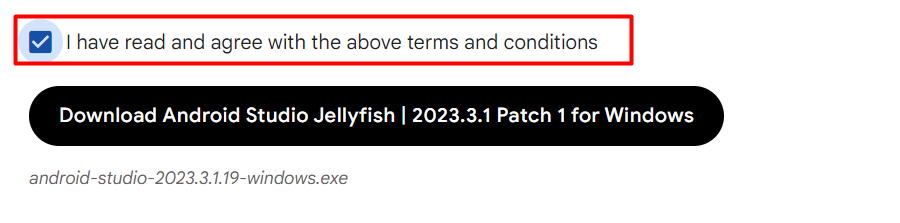 I have read and agree with the above terms and conditions
Download Android Studio Jellyfish | 2023.3.1 Patch 1 for Windows
android-studio-2023.3.1.19-windows.exe